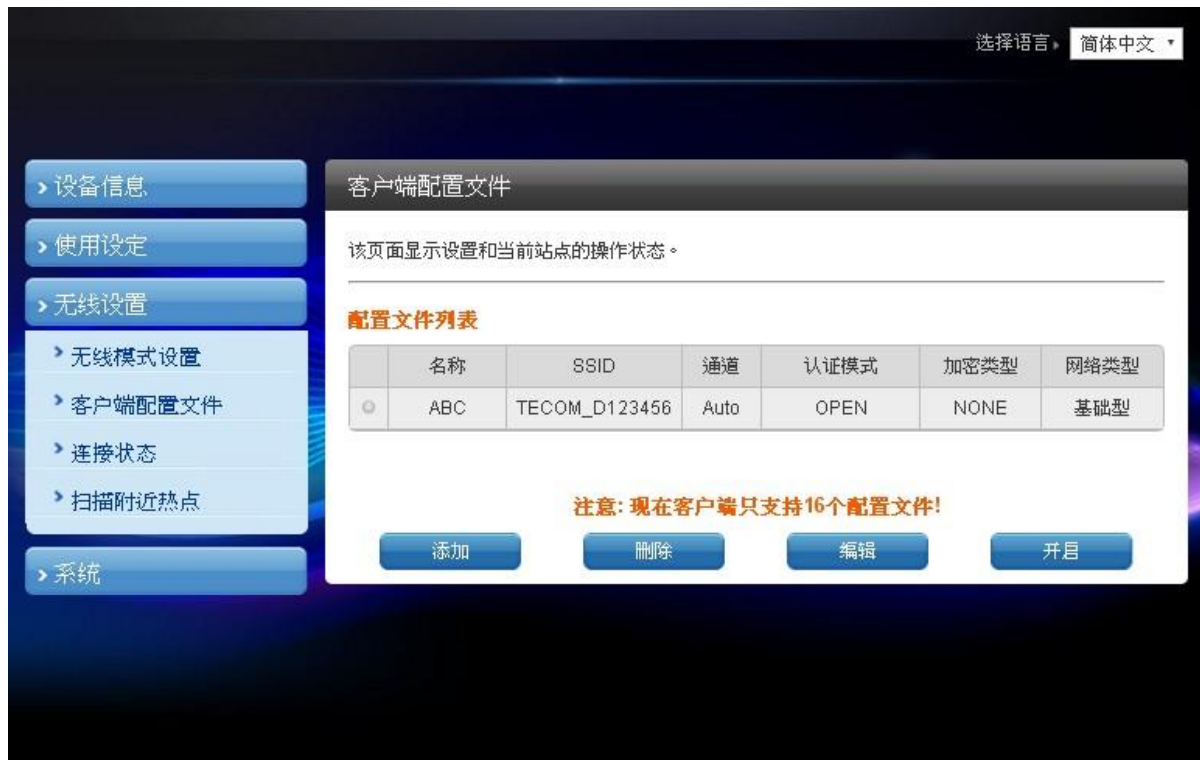 选择语言 简体中文
设备信息
使用设定
无线设置
无线模式设置
客户端配置文件
连接状态
扫描附近热点
系统
客户端配置文件
该页面显示设置和当前站点的操作状态。
配置文件列表
名称 SSID 通道 认证模式 加密类型 网络类型
ABC TECOM_D123456 Auto OPEN NONE 基础型
注意: 现在客户端只支持16个配置文件!
添加 删除 编辑 开启